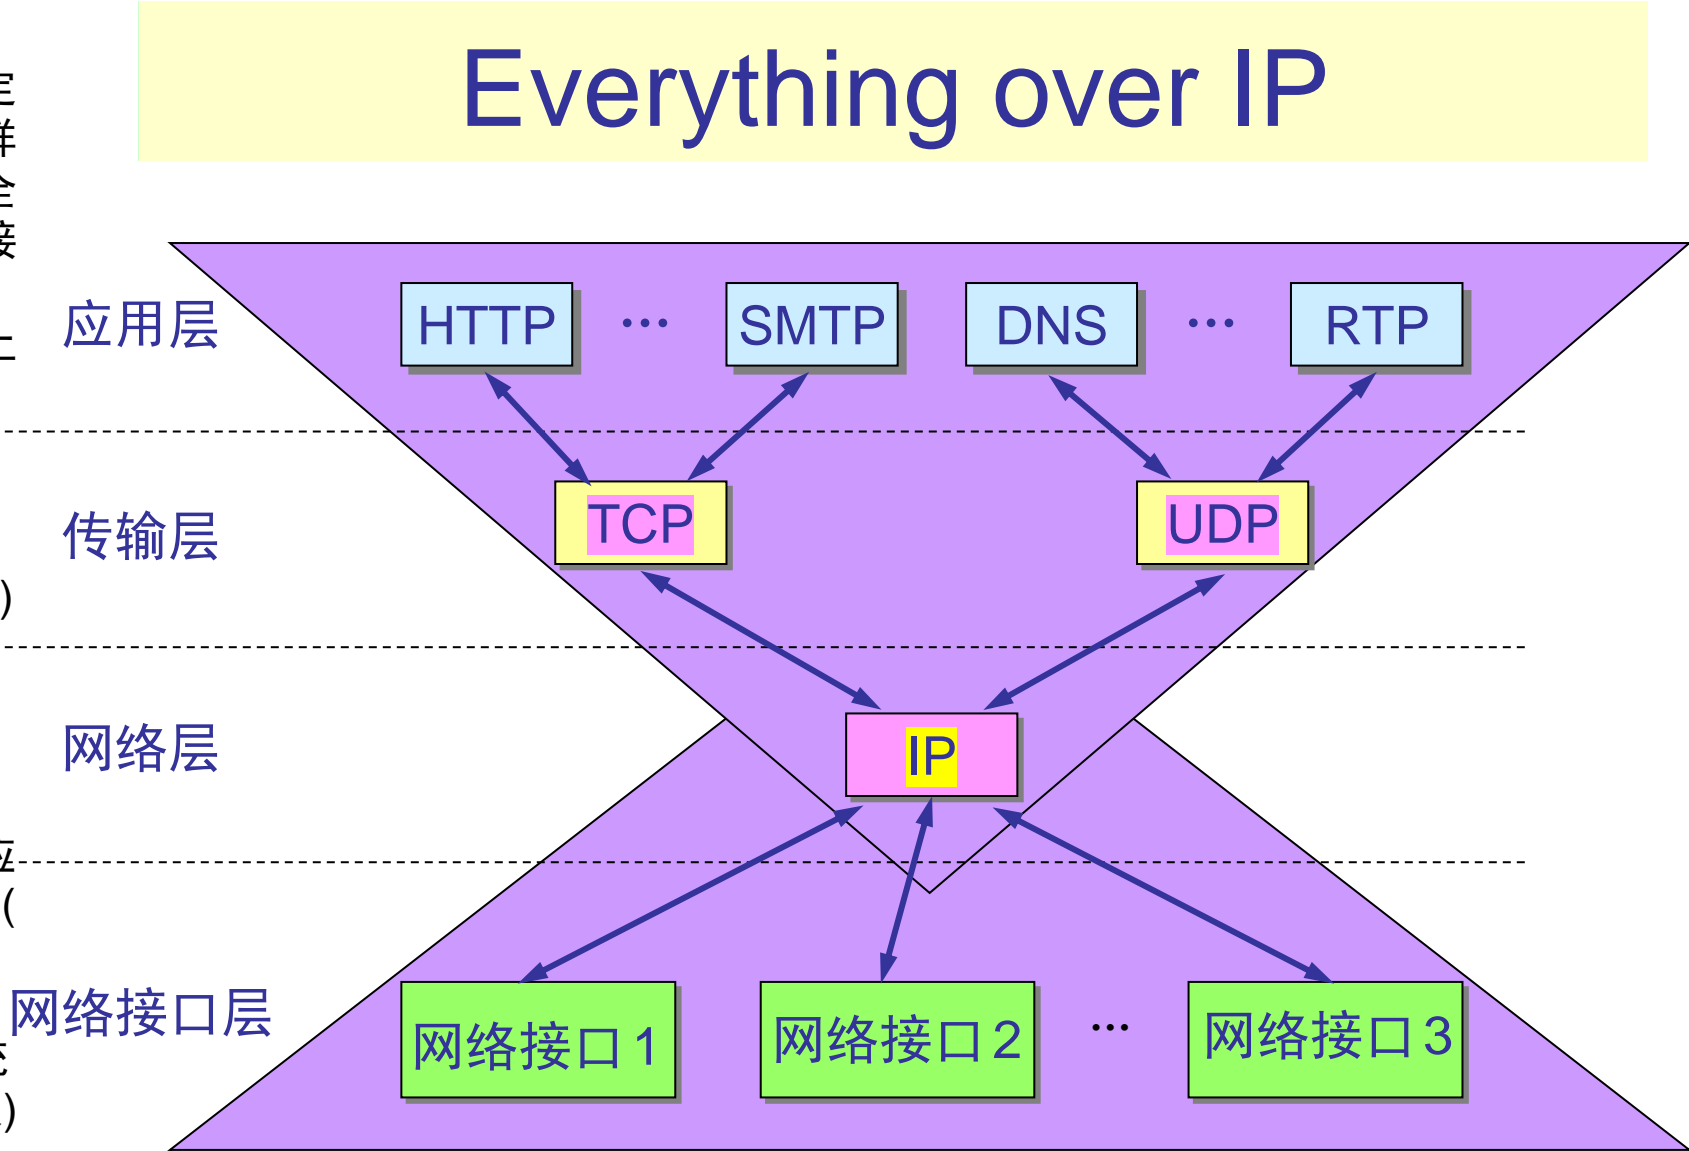 Everything over IP
应用层
HTTP … SMTP DNS … RTP
传输层
TCP UDP
)
网络层
IP
(
网络接口层
网络接口1 网络接口2 … 网络接口3
)